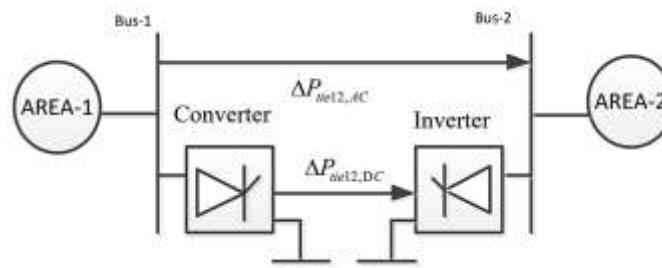 Bus-1
Bus-2
ΔP_tie12,AC
AREA-1
AREA-2
Converter
Inverter
ΔP_tie12,DC